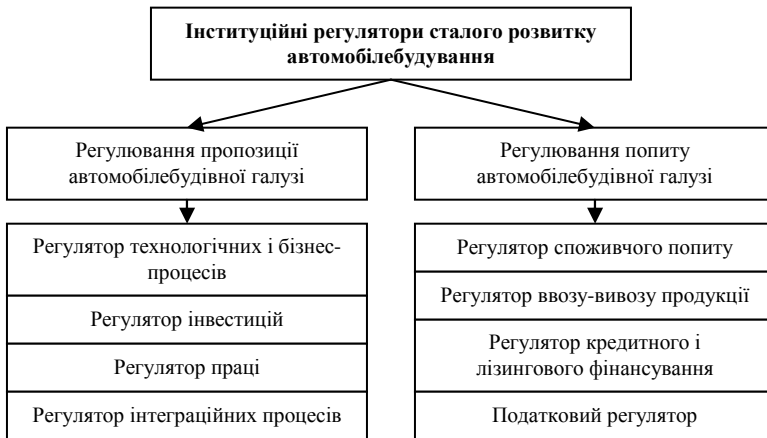 Інституційні регулятори сталого розвитку
автомобілебудування
Регулювання пропозиції
автомобілебудівної галузі
Регулятор технологічних і бізнес-
процесів
Регулятор інвестицій
Регулятор праці
Регулятор інтеграційних процесів
Регулювання попиту
автомобілебудівної галузі
Регулятор споживчого попиту
Регулятор ввозу-вивозу продукції
Регулятор кредитного і
лізингового фінансування
Податковий регулятор